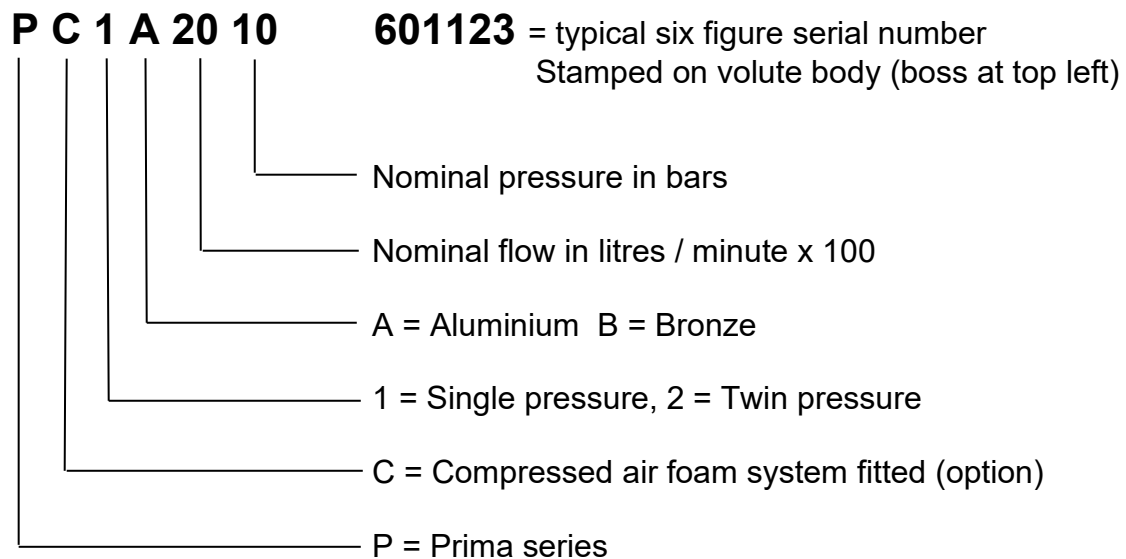 P C 1 A 20 10 601123 = typical six figure serial number
Stamped on volute body (boss at top left)
Nominal pressure in bars
Nominal flow in litres / minute x 100
A = Aluminium B = Bronze
1 = Single pressure, 2 = Twin pressure
C = Compressed air foam system fitted (option)
P = Prima series